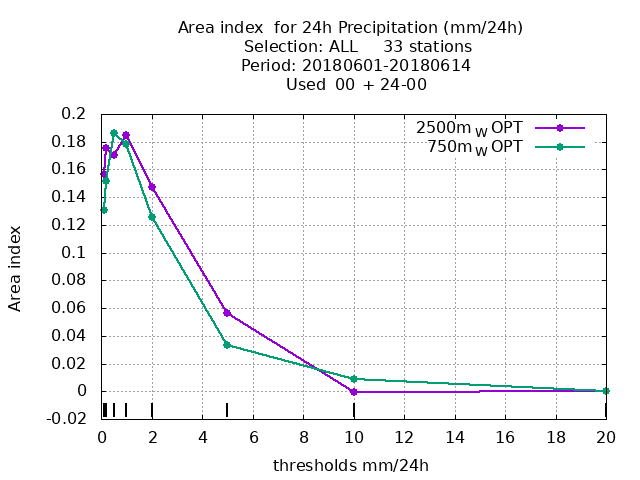 Area index  for 24h Precipitation (mm/24h)
Selection: ALL     33 stations
Period: 20180601-20180614
Used  00  + 24-00
2500m W OPT
750m W OPT
0.2
0.18
0.16
0.14
0.12
0.1
0.08
0.06
0.04
0.02
0
-0.02
Area index
0 2 4 6 8 10 12 14 16 18 20
thresholds mm/24h